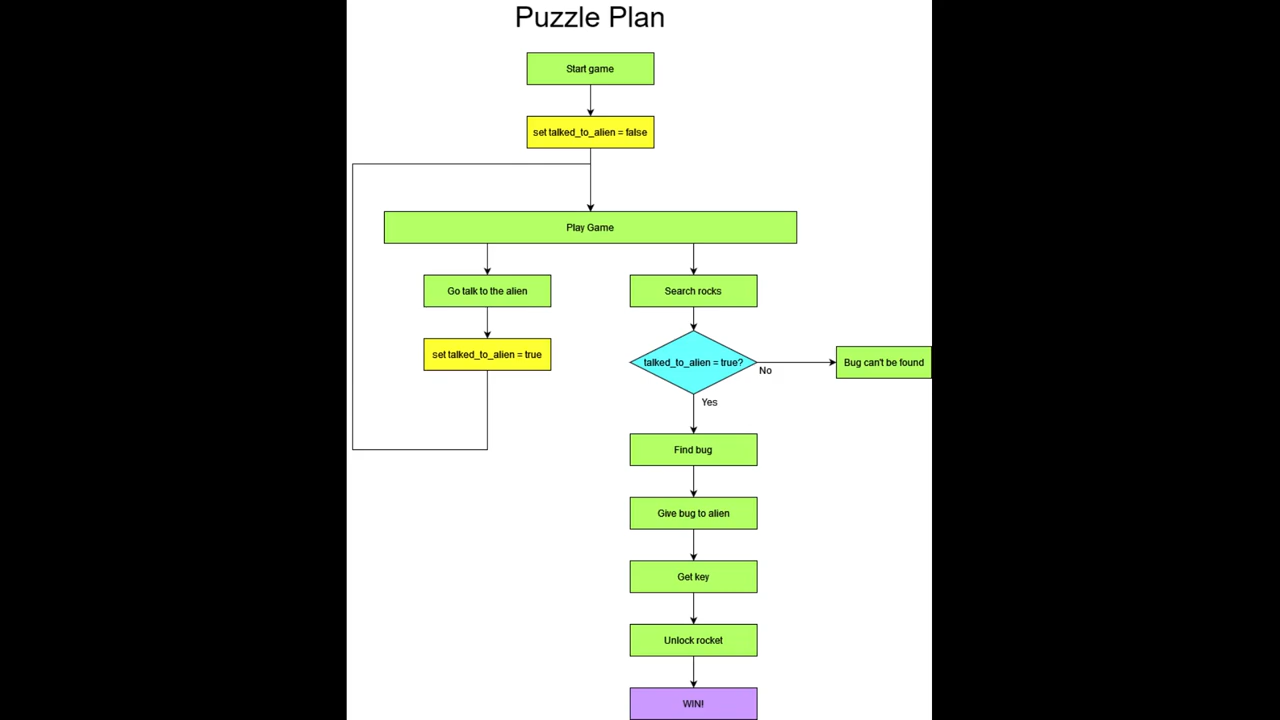 Puzzle Plan
Start game
set talked_to_alien = false
Play Game
Go talk to the alien
Search rocks
set talked_to_alien = true
talked_to_alien = true?
No
Bug can't be found
Yes
Find bug
Give bug to alien
Get key
Unlock rocket
WIN!